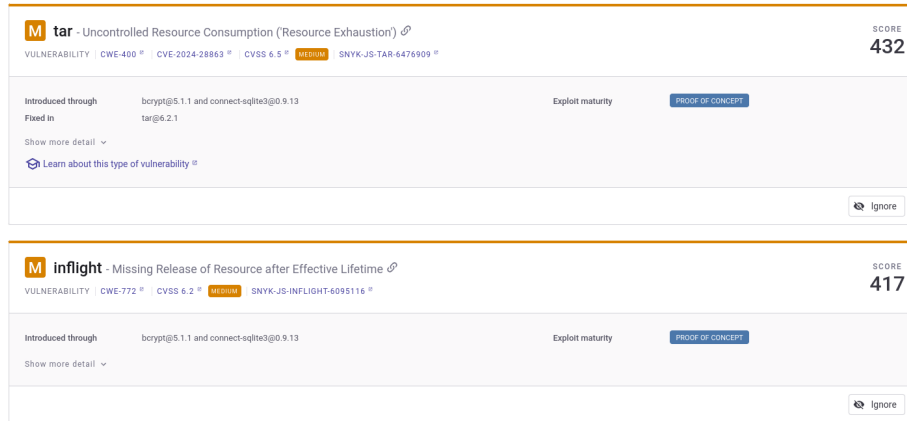 M tar - Uncontrolled Resource Consumption ('Resource Exhaustion')
SCORE
VULNERABILITY | CWE-400 | CVE-2024-28863 | CVSS 6.5 MEDIUM | SNYK-JS-TAR-6476909
432
Introduced through bcrypt@5.1.1 and connect-sqlite3@0.9.13 Exploit maturity PROOF OF CONCEPT
Fixed in tar@6.2.1
Show more detail
Learn about this type of vulnerability
Ignore
M inflight - Missing Release of Resource after Effective Lifetime
SCORE
VULNERABILITY | CWE-772 | CVSS 6.2 MEDIUM | SNYK-JS-INFLIGHT-6095116
417
Introduced through bcrypt@5.1.1 and connect-sqlite3@0.9.13 Exploit maturity PROOF OF CONCEPT
Show more detail
Ignore